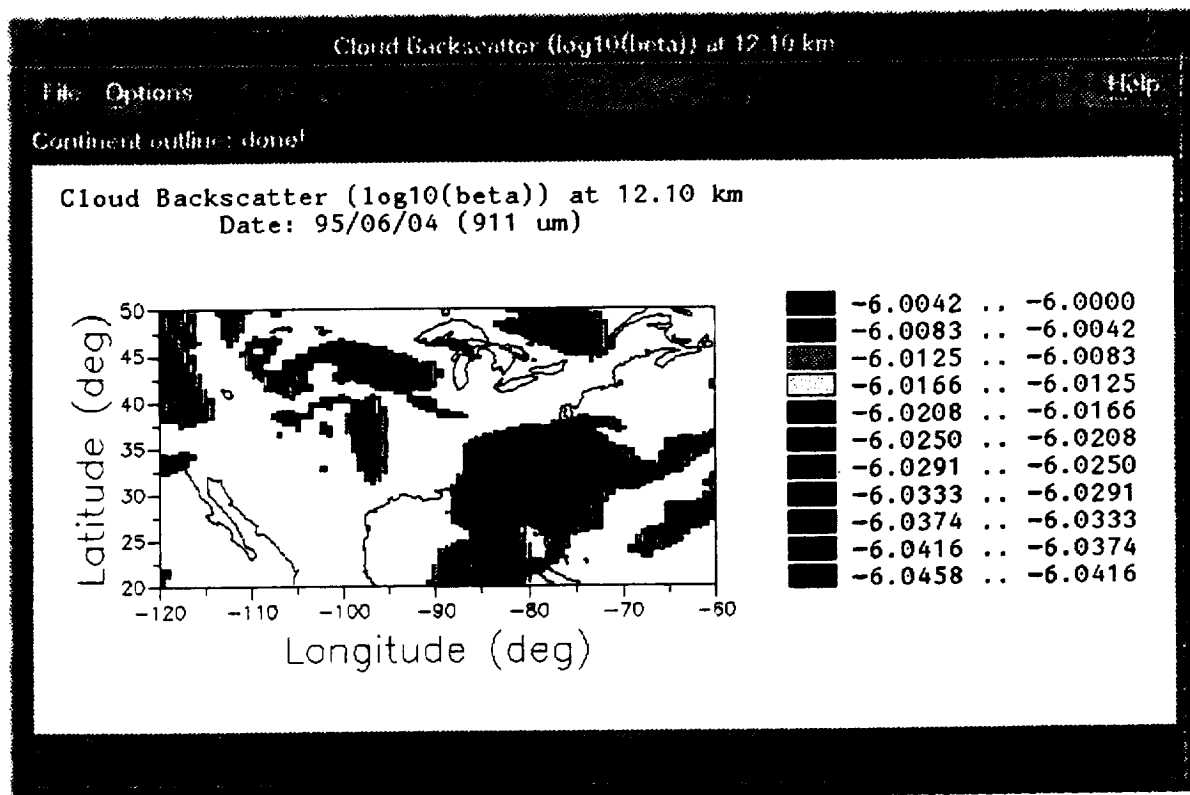 Cloud Backscatter (log10(beta)) at 12.10 km
File Options Help
Continent outline: done!
Cloud Backscatter (log10(beta)) at 12.10 km
Date: 95/06/04 (911 um)
50
45
40
35
30
25
20
Latitude (deg)
-120 -110 -100 -90 -80 -70 -60
Longitude (deg)
-6.0042 .. -6.0000
-6.0083 .. -6.0042
-6.0125 .. -6.0083
-6.0166 .. -6.0125
-6.0208 .. -6.0166
-6.0250 .. -6.0208
-6.0291 .. -6.0250
-6.0333 .. -6.0291
-6.0374 .. -6.0333
-6.0416 .. -6.0374
-6.0458 .. -6.0416